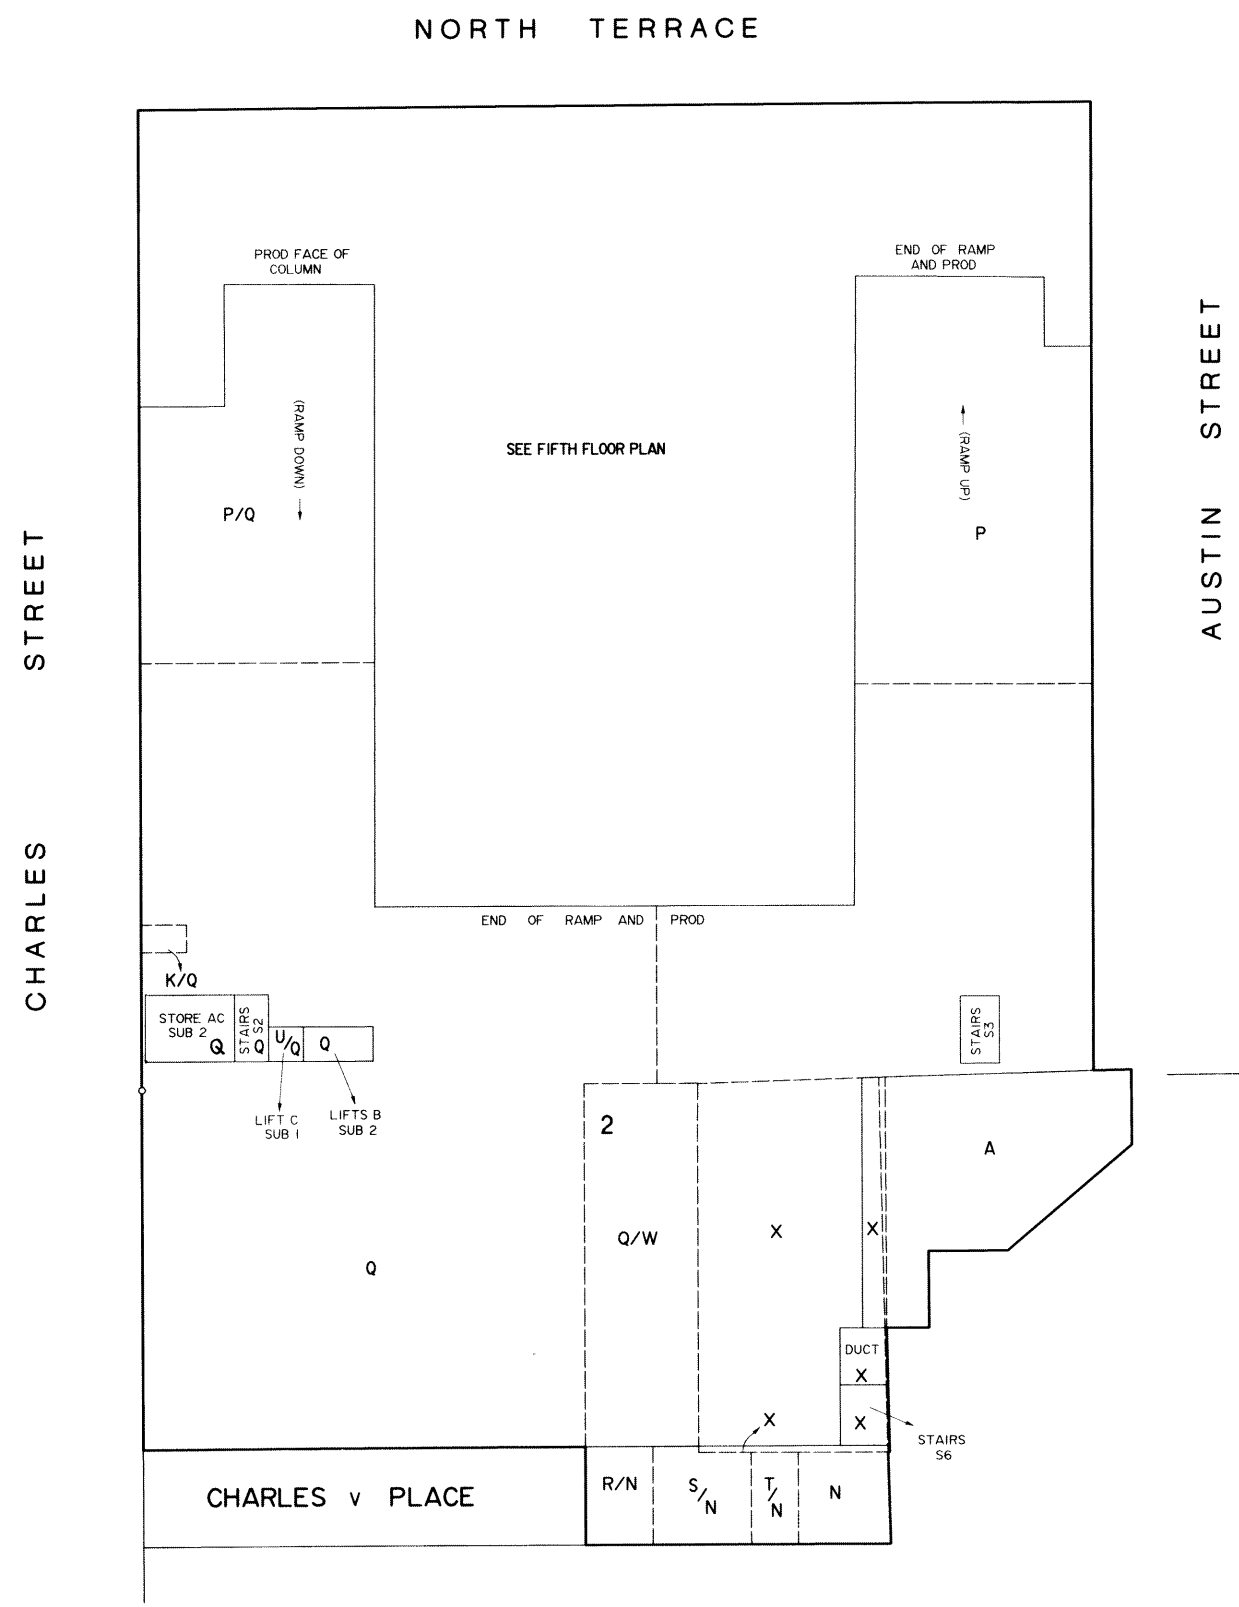 NORTH TERRACE
PROD FACE OF
COLUMN
END OF RAMP
AND PROD
AUSTIN STREET
CHARLES STREET
(RAMP DOWN)
SEE FIFTH FLOOR PLAN
(RAMP UP)
P/Q
P
END OF RAMP AND PROD
K/Q
STORE AC
SUB 2
Q
STAIRS
S2
Q
U/Q
Q
STAIRS
S3
LIFT C
SUB 1
LIFTS B
SUB 2
2
A
Q/W
X
X
Q
DUCT
X
X
X
STAIRS
S6
CHARLES v PLACE
R/N
S/N
T/N
N